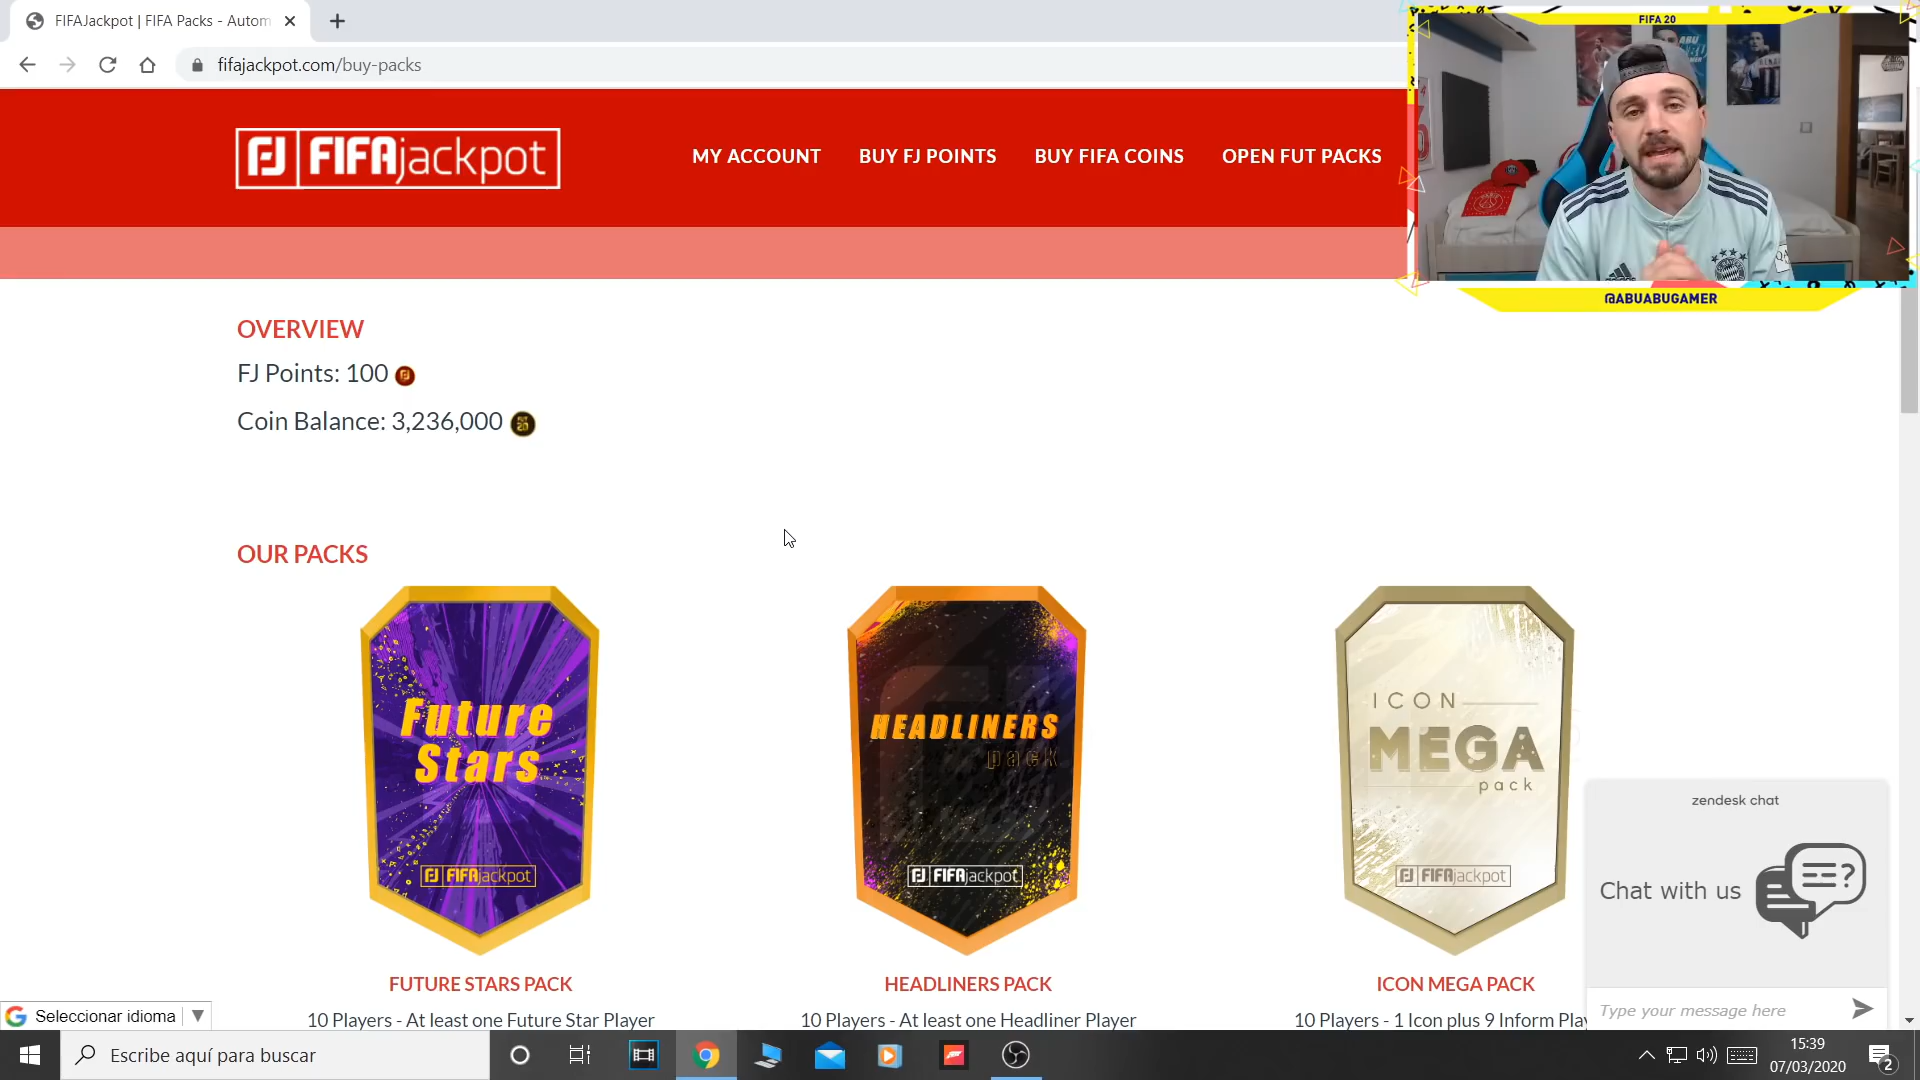 FIFAJackpot | FIFA Packs - Autom
fifajackpot.com/buy-packs
FIFA 20
FJ FIFAjackpot
MY ACCOUNT
BUY FJ POINTS
BUY FIFA COINS
OPEN FUT PACKS
@ABUABUGAMER
OVERVIEW
FJ Points: 100
Coin Balance: 3,236,000
OUR PACKS
Future
Stars
FJ FIFAjackpot
HEADLINERS
pack
FJ FIFAjackpot
ICON
MEGA
pack
FJ FIFAjackpot
FUTURE STARS PACK
HEADLINERS PACK
ICON MEGA PACK
10 Players - At least one Future Star Player
10 Players - At least one Headliner Player
10 Players - 1 Icon plus 9 Inform Play
zendesk chat
Chat with us
Type your message here
G Seleccionar idioma
Escribe aquí para buscar
15:39
07/03/2020
2